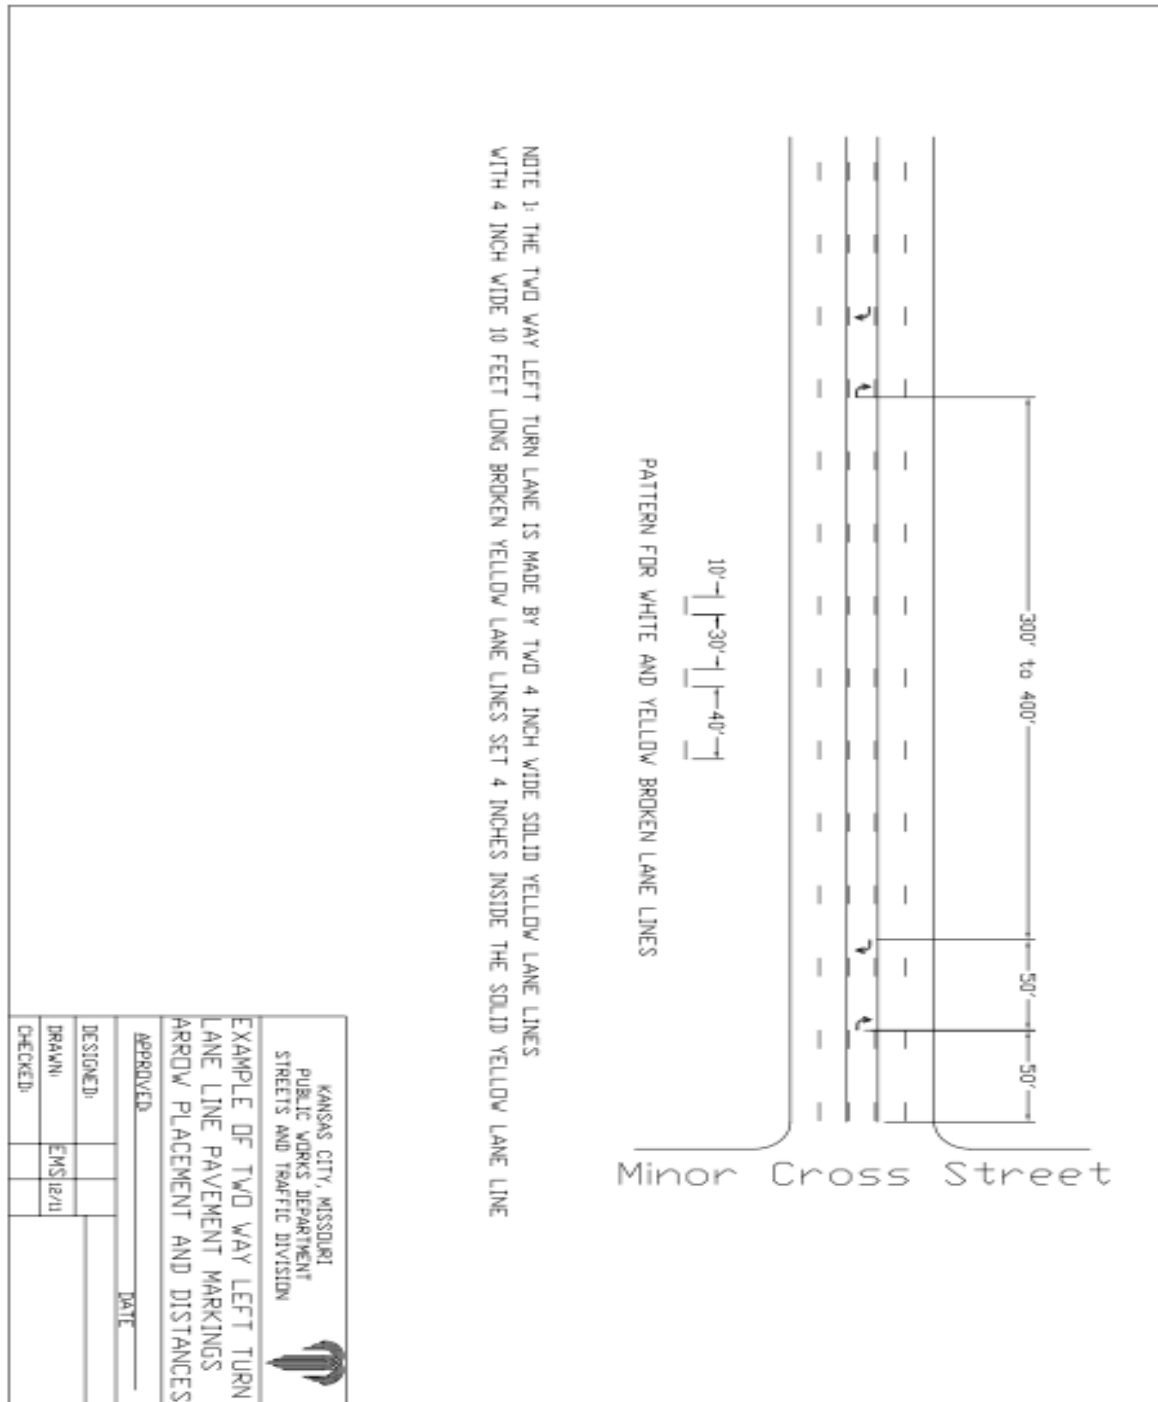 300' to 400'
50'
50'
Minor Cross Street
10'
30'
40'
PATTERN FOR WHITE AND YELLOW BROKEN LANE LINES
NOTE 1: THE TWO WAY LEFT TURN LANE IS MADE BY TWO 4 INCH WIDE SOLID YELLOW LANE LINES
WITH 4 INCH WIDE 10 FEET LONG BROKEN YELLOW LANE LINES SET 4 INCHES INSIDE THE SOLID YELLOW LANE LINE
KANSAS CITY, MISSOURI
PUBLIC WORKS DEPARTMENT
STREETS AND TRAFFIC DIVISION
EXAMPLE OF TWO WAY LEFT TURN
LANE LINE PAVEMENT MARKINGS
ARROW PLACEMENT AND DISTANCES
APPROVED:
DATE
DESIGNED:
DRAWN: EMS 12/11
CHECKED: